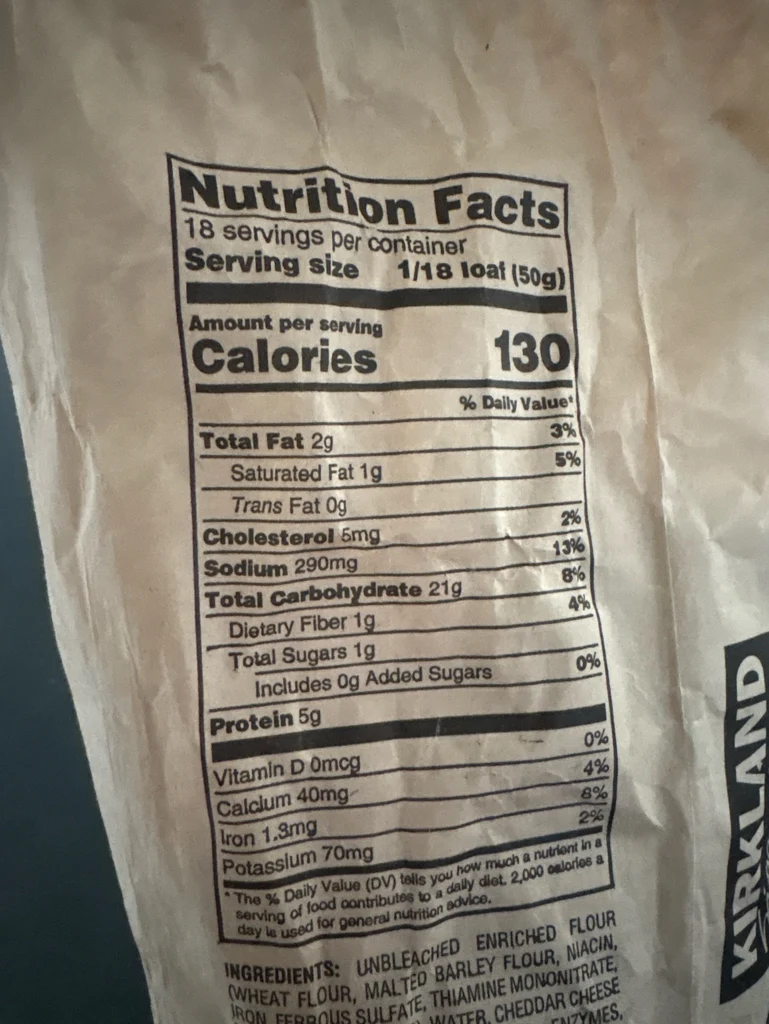 Nutrition Facts
18 servings per container
Serving size 1/18 loaf (50g)
Amount per serving
Calories 130
% Daily Value*
Total Fat 2g 3%
Saturated Fat 1g 5%
Trans Fat 0g
Cholesterol 5mg 2%
Sodium 290mg 13%
Total Carbohydrate 21g 8%
Dietary Fiber 1g 4%
Total Sugars 1g
Includes 0g Added Sugars 0%
Protein 5g
Vitamin D 0mcg 0%
Calcium 40mg 4%
Iron 1.3mg 8%
Potassium 70mg 2%
* The % Daily Value (DV) tells you how much a nutrient in a
serving of food contributes to a daily diet. 2,000 calories a
day is used for general nutrition advice.
INGREDIENTS: UNBLEACHED ENRICHED FLOUR
(WHEAT FLOUR, MALTED BARLEY FLOUR, NIACIN,
IRON FERROUS SULFATE, THIAMINE MONONITRATE,
WATER, CHEDDAR CHEESE
ENZYMES,
KIRKLAND